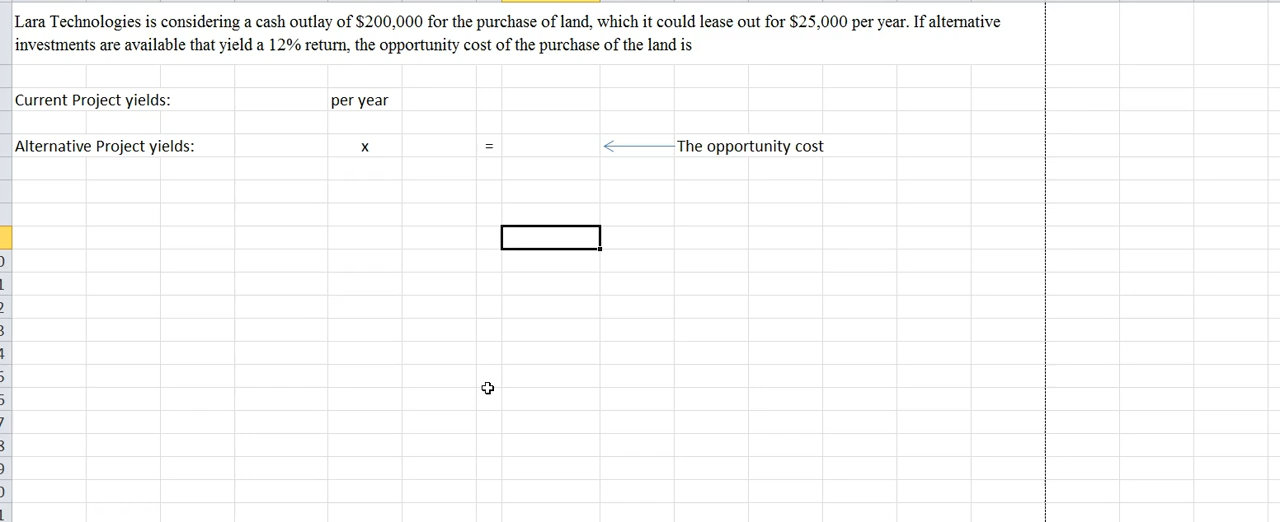 Lara Technologies is considering a cash outlay of $200,000 for the purchase of land, which it could lease out for $25,000 per year. If alternative
investments are available that yield a 12% return, the opportunity cost of the purchase of the land is
Current Project yields: per year
Alternative Project yields: x = The opportunity cost